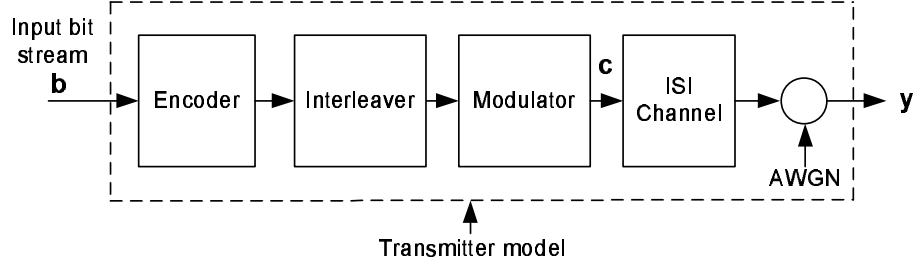 Input bit
stream
b
Encoder
Interleaver
Modulator
c
ISI
Channel
y
AWGN
Transmitter model